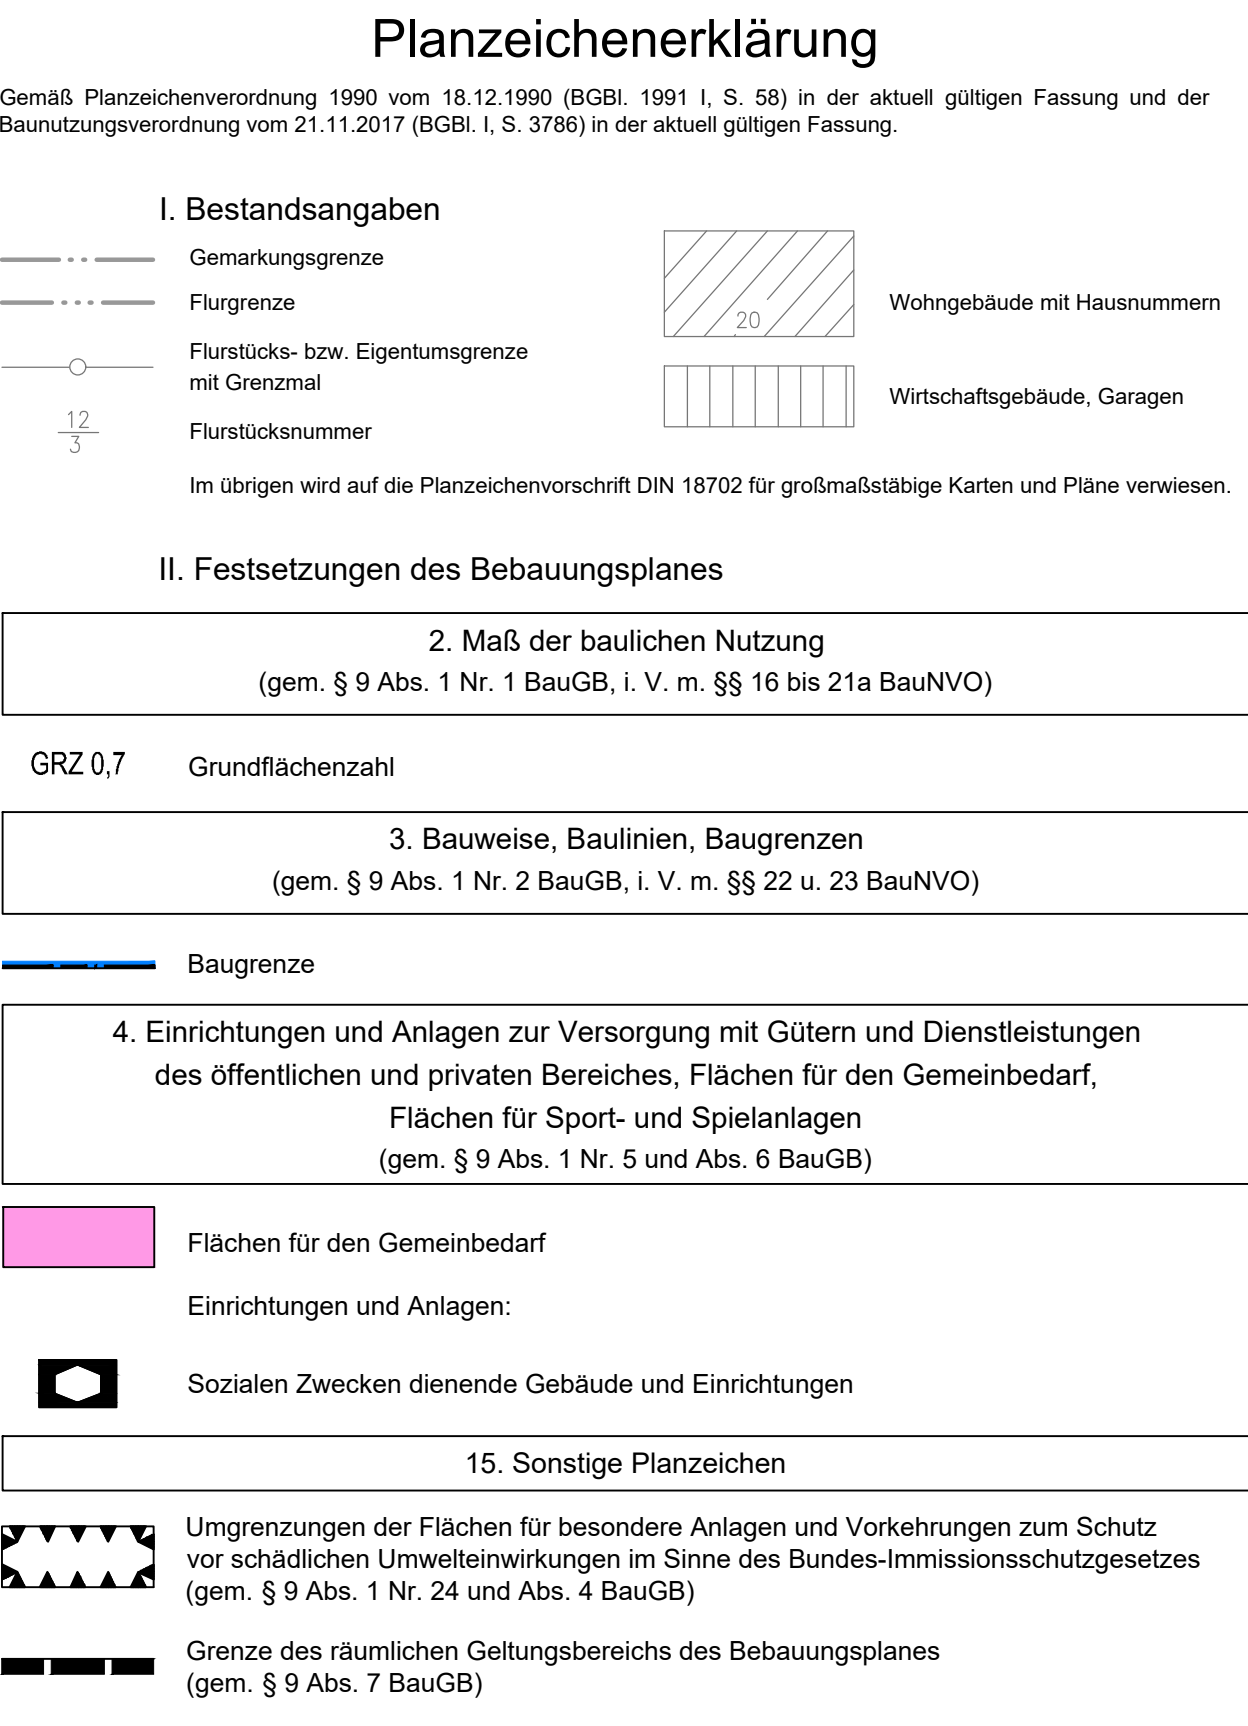 Planzeichenerklärung
Gemäß Planzeichenverordnung 1990 vom 18.12.1990 (BGBl. 1991 I, S. 58) in der aktuell gültigen Fassung und der
Baunutzungsverordnung vom 21.11.2017 (BGBl. I, S. 3786) in der aktuell gültigen Fassung.
I. Bestandsangaben
Gemarkungsgrenze
Flurgrenze
Flurstücks- bzw. Eigentumsgrenze
mit Grenzmal
12
3
Flurstücksnummer
20
Wohngebäude mit Hausnummern
Wirtschaftsgebäude, Garagen
Im übrigen wird auf die Planzeichenvorschrift DIN 18702 für großmaßstäbige Karten und Pläne verwiesen.
II. Festsetzungen des Bebauungsplanes
2. Maß der baulichen Nutzung
(gem. § 9 Abs. 1 Nr. 1 BauGB, i. V. m. §§ 16 bis 21a BauNVO)
GRZ 0,7 Grundflächenzahl
3. Bauweise, Baulinien, Baugrenzen
(gem. § 9 Abs. 1 Nr. 2 BauGB, i. V. m. §§ 22 u. 23 BauNVO)
Baugrenze
4. Einrichtungen und Anlagen zur Versorgung mit Gütern und Dienstleistungen
des öffentlichen und privaten Bereiches, Flächen für den Gemeinbedarf,
Flächen für Sport- und Spielanlagen
(gem. § 9 Abs. 1 Nr. 5 und Abs. 6 BauGB)
Flächen für den Gemeinbedarf
Einrichtungen und Anlagen:
Sozialen Zwecken dienende Gebäude und Einrichtungen
15. Sonstige Planzeichen
Umgrenzungen der Flächen für besondere Anlagen und Vorkehrungen zum Schutz
vor schädlichen Umwelteinwirkungen im Sinne des Bundes-Immissionsschutzgesetzes
(gem. § 9 Abs. 1 Nr. 24 und Abs. 4 BauGB)
Grenze des räumlichen Geltungsbereichs des Bebauungsplanes
(gem. § 9 Abs. 7 BauGB)